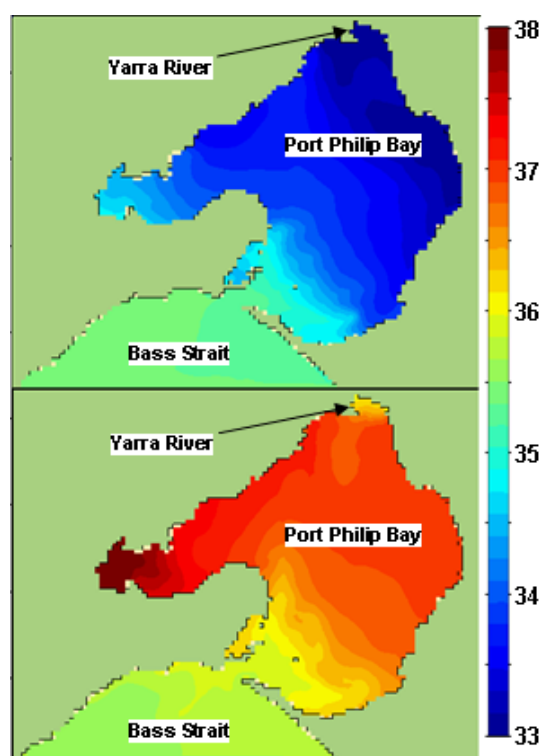 Yarra River
Port Philip Bay
Bass Strait
Yarra River
Port Philip Bay
Bass Strait
38
37
36
35
34
33